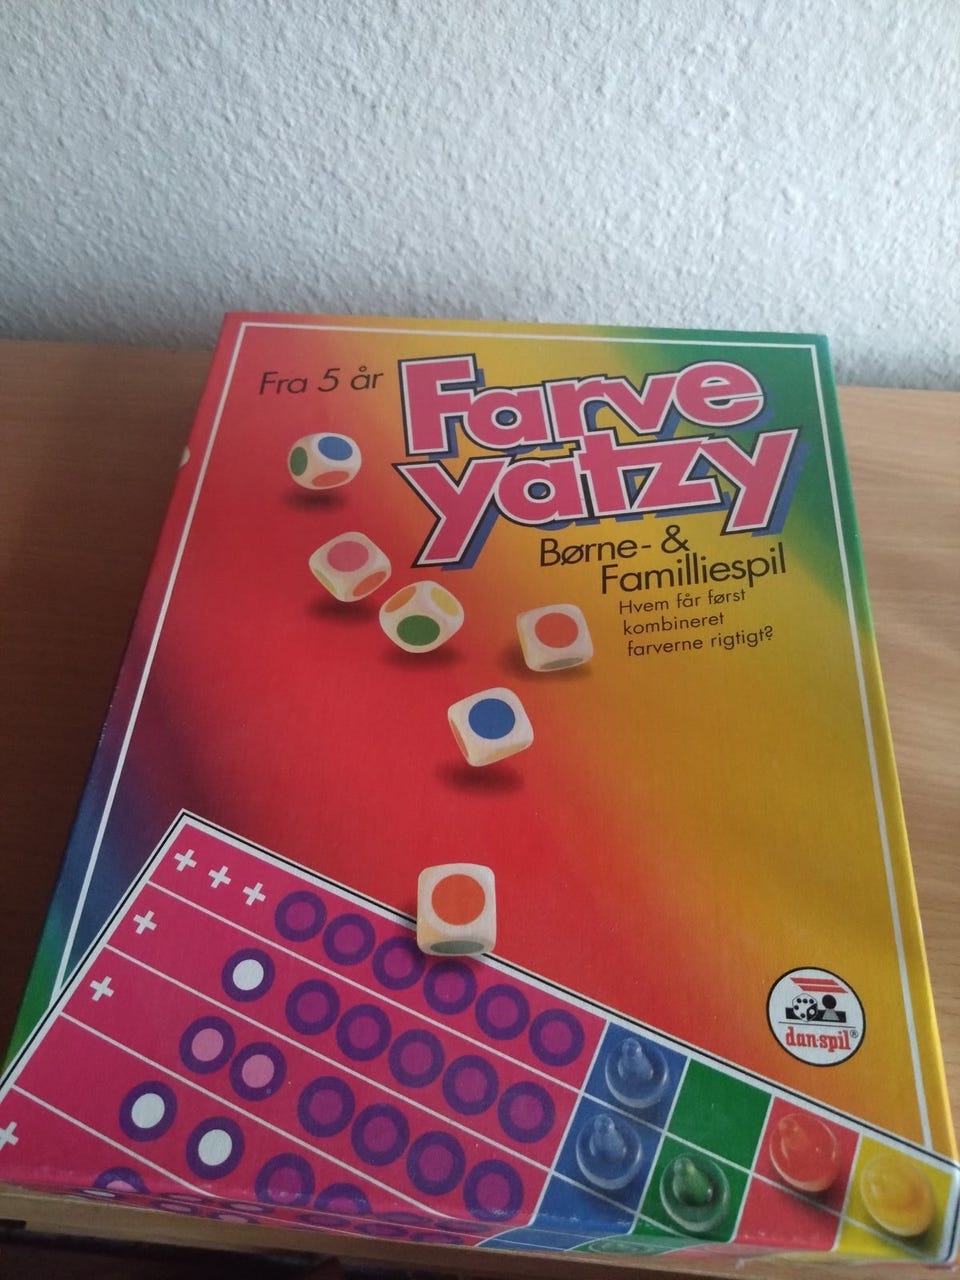 Fra 5 år
Farve
yatzy
Børne- &
Familliespil
Hvem får først
kombineret
farverne rigtigt?
dan-spil®